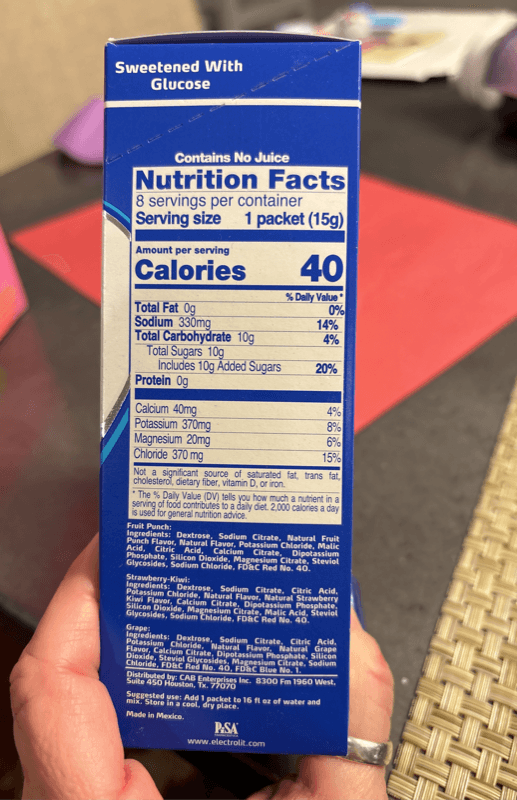 Sweetened With
Glucose
Contains No Juice
Nutrition Facts
8 servings per container
Serving size 1 packet (15g)
Amount per serving
Calories 40
% Daily Value *
Total Fat 0g 0%
Sodium 330mg 14%
Total Carbohydrate 10g 4%
Total Sugars 10g
Includes 10g Added Sugars 20%
Protein 0g
Calcium 40mg 4%
Potassium 370mg 8%
Magnesium 20mg 6%
Chloride 370 mg 15%
Not a significant source of saturated fat, trans fat,
cholesterol, dietary fiber, vitamin D, or iron.
* The % Daily Value (DV) tells you how much a nutrient in a
serving of food contributes to a daily diet. 2,000 calories a day
is used for general nutrition advice.
Fruit Punch:
Ingredients: Dextrose, Sodium Citrate, Natural Fruit
Punch Flavor, Natural Flavor, Potassium Chloride, Malic
Acid, Citric Acid, Calcium Citrate, Dipotassium
Phosphate, Silicon Dioxide, Magnesium Citrate, Steviol
Glycosides, Sodium Chloride, FD&C Red No. 40.
Strawberry-Kiwi:
Ingredients: Dextrose, Sodium Citrate, Citric Acid,
Potassium Chloride, Natural Flavor, Natural Strawberry
Kiwi Flavor, Calcium Citrate, Dipotassium Phosphate,
Silicon Dioxide, Magnesium Citrate, Malic Acid, Steviol
Glycosides, Sodium Chloride, FD&C Red No. 40.
Grape:
Ingredients: Dextrose, Sodium Citrate, Citric Acid,
Potassium Chloride, Natural Flavor, Natural Grape
Flavor, Calcium Citrate, Dipotassium Phosphate, Silicon
Dioxide, Steviol Glycosides, Magnesium Citrate, Sodium
Chloride, FD&C Red No. 40, FD&C Blue No. 1.
Distributed by: CAB Enterprises Inc. 8300 Fm 1960 West,
Suite 450 Houston, Tx. 77070
Suggested use: Add 1 packet to 16 fl oz of water and
mix. Store in a cool, dry place.
Made in Mexico.
PiSA
www.electrolit.com